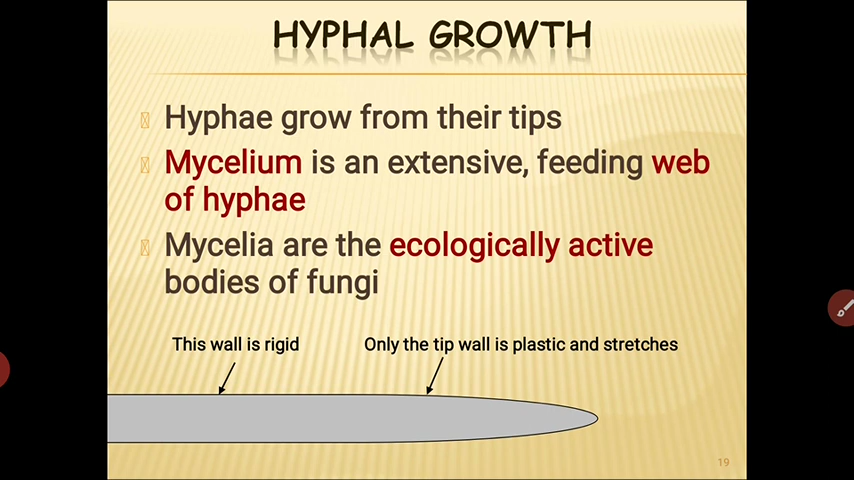 HYPHAL GROWTH
Hyphae grow from their tips
Mycelium is an extensive, feeding web
of hyphae
Mycelia are the ecologically active
bodies of fungi
This wall is rigid
Only the tip wall is plastic and stretches
19